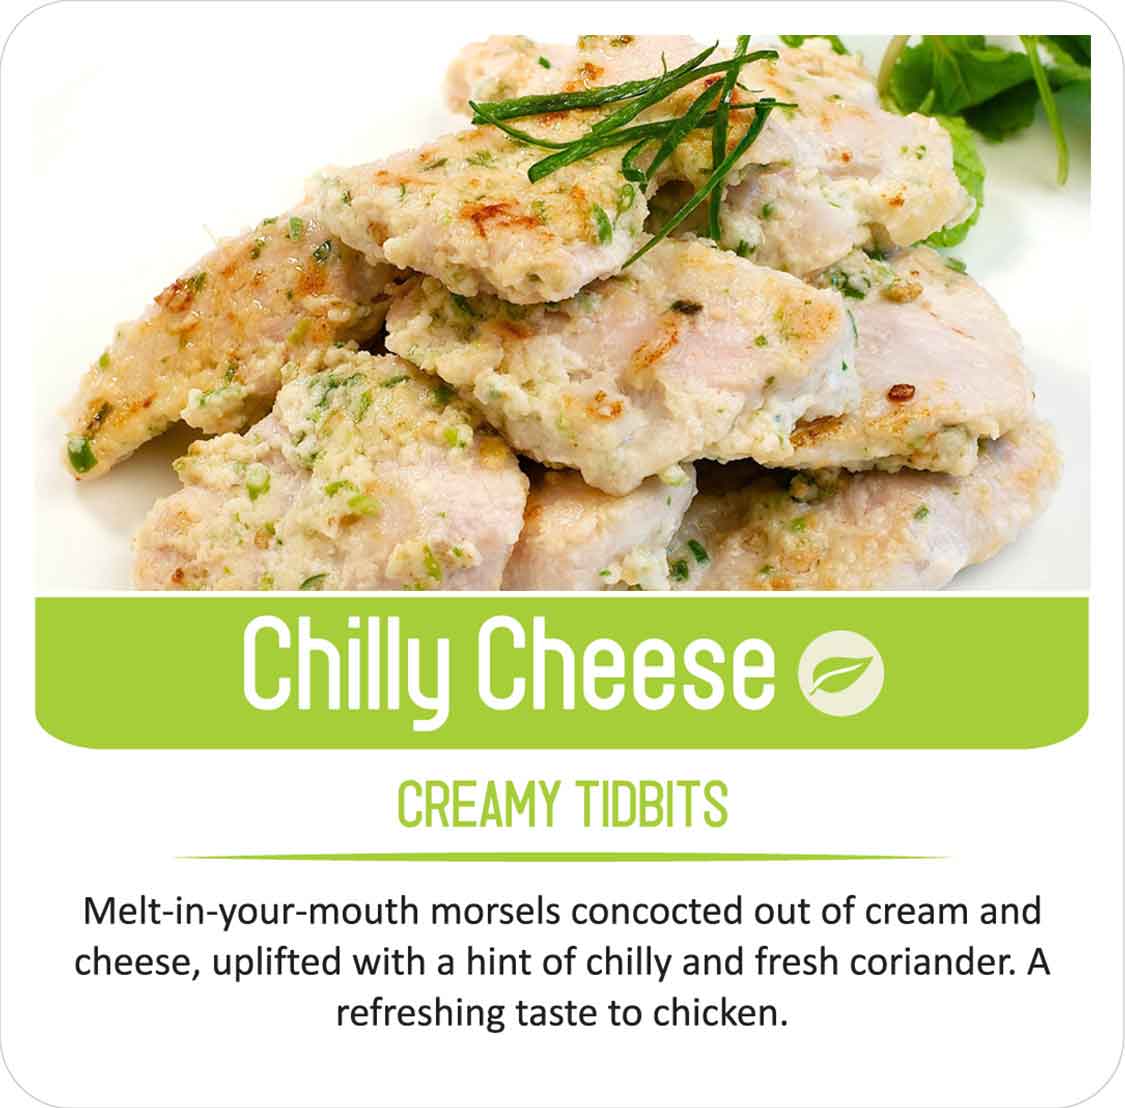 Chilly Cheese
CREAMY TIDBITS
Melt-in-your-mouth morsels concocted out of cream and
cheese, uplifted with a hint of chilly and fresh coriander. A
refreshing taste to chicken.